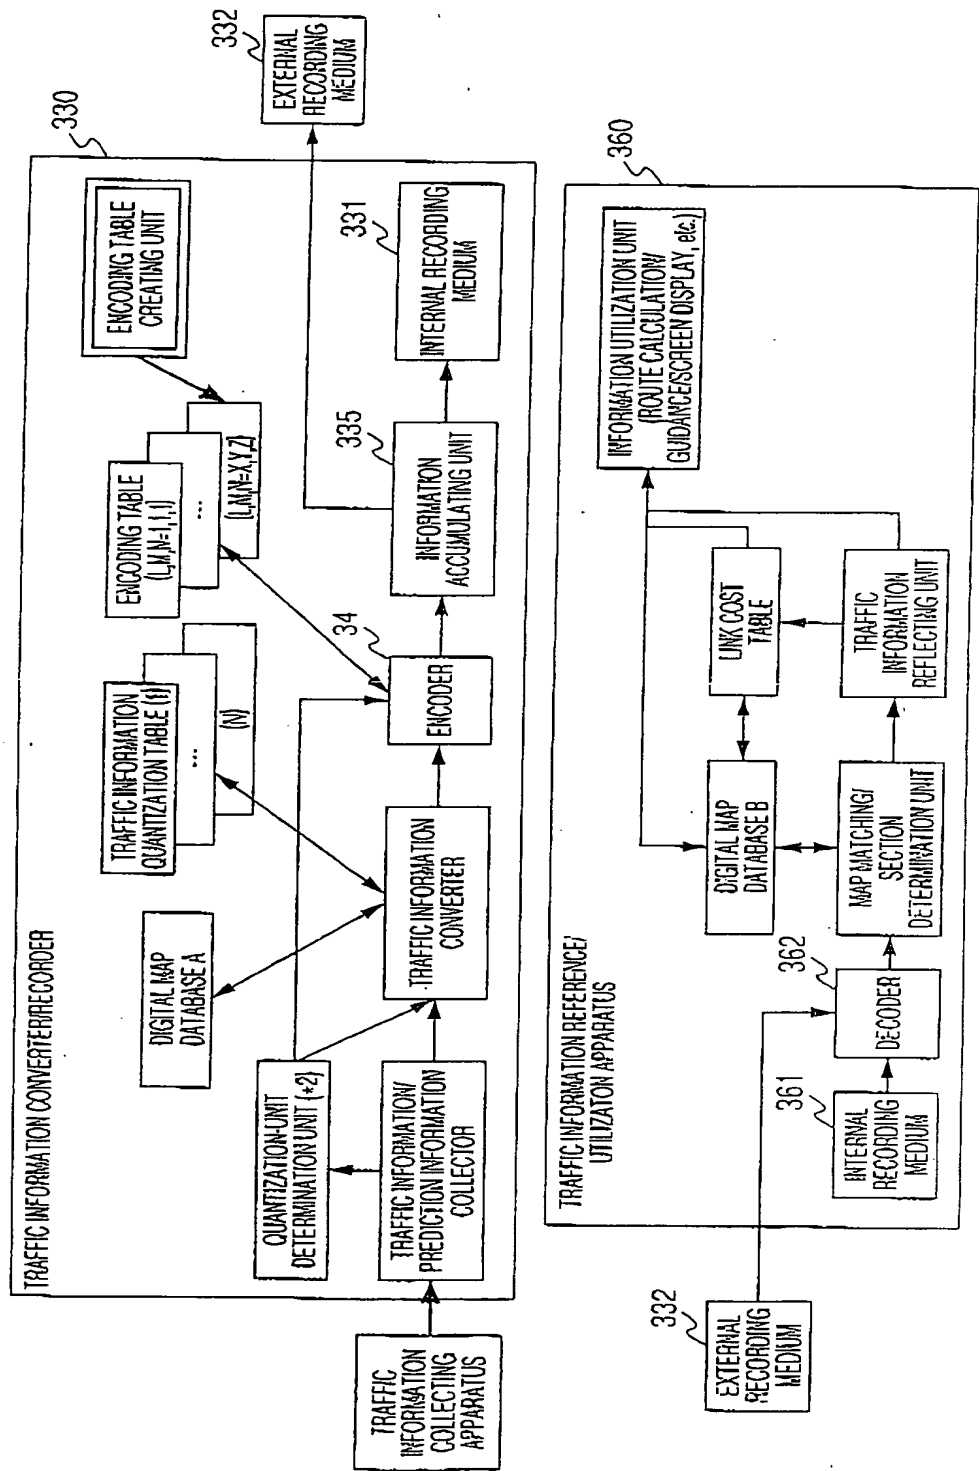 TRAFFIC INFORMATION CONVERTER/RECORDER
330
332
EXTERNAL
RECORDING
MEDIUM
ENCODING TABLE
CREATING UNIT
ENCODING TABLE
(L,M,N=1,1,1)
...
(L,M,N=X,Y,Z)
TRAFFIC INFORMATION
QUANTIZATION TABLE (1)
...
(N)
DIGITAL MAP
DATABASE A
QUANTIZATION-UNIT
DETERMINATION UNIT (*2)
TRAFFIC INFORMATION/
PREDICTION INFORMATION
COLLECTOR
TRAFFIC INFORMATION
CONVERTER
34
ENCODER
335
INFORMATION
ACCUMULATING UNIT
331
INTERNAL RECORDING
MEDIUM
TRAFFIC
INFORMATION
COLLECTING
APPARATUS
TRAFFIC INFORMATION REFERENCE/
UTILIZATON APPARATUS
360
INFORMATION UTILIZATION UNIT
(ROUTE CALCULATION/
GUIDANCE/SCREEN DISPLAY, etc.)
LINK COST
TABLE
DIGITAL MAP
DATABASE B
TRAFFIC
INFORMATION
REFLECTING UNIT
MAP MATCHING/
SECTION
DETERMINATION UNIT
362
DECODER
361
INTERNAL
RECORDING
MEDIUM
332
EXTERNAL
RECORDING
MEDIUM